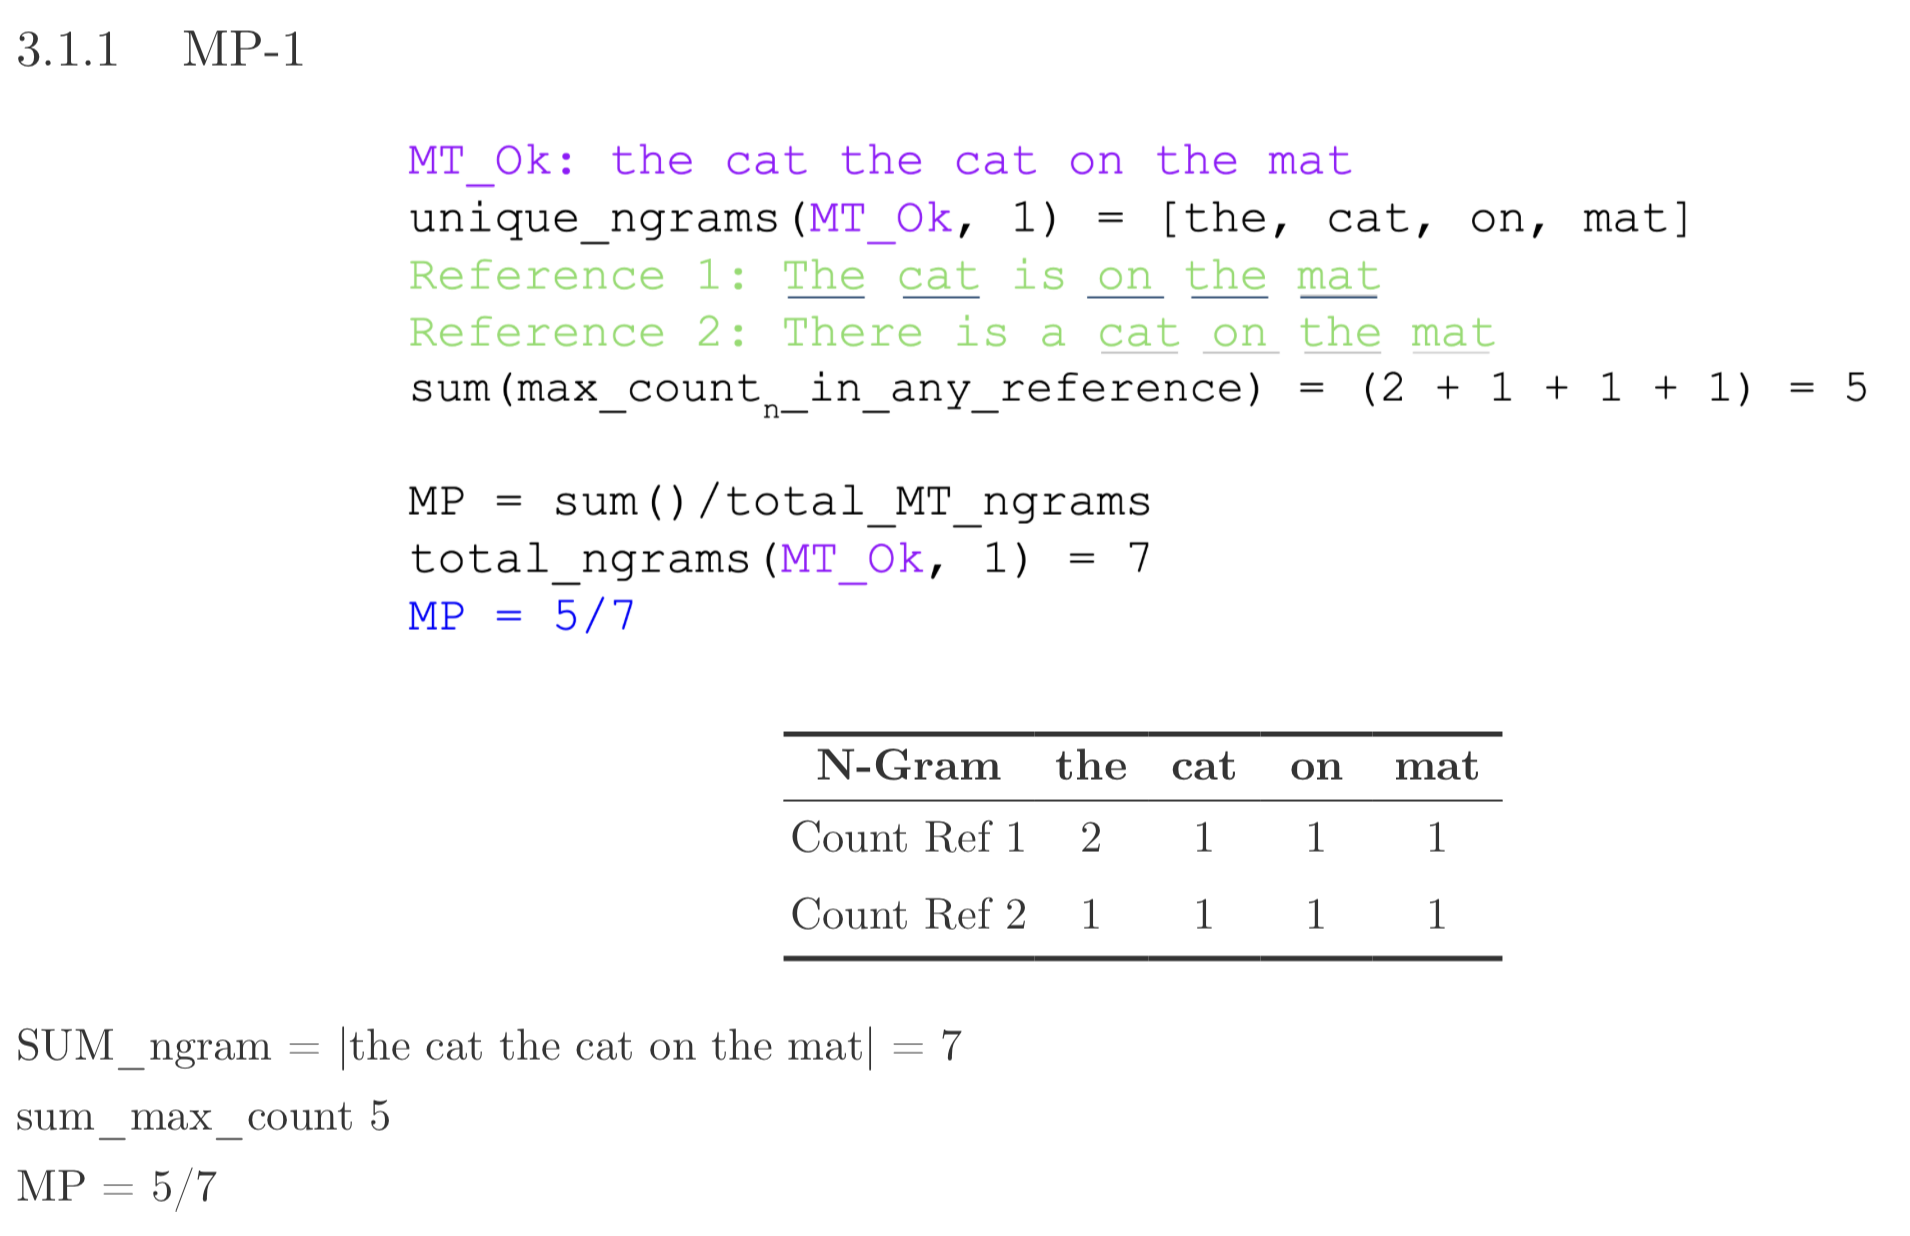 3.1.1 MP-1
MT_Ok: the cat the cat on the mat
unique_ngrams(MT_Ok, 1) = [the, cat, on, mat]
Reference 1: The cat is on the mat
Reference 2: There is a cat on the mat
sum(max_countn_in_any_reference) = (2 + 1 + 1 + 1) = 5
MP = sum()/total_MT_ngrams
total_ngrams(MT_Ok, 1) = 7
MP = 5/7
N-Gram the cat on mat
Count Ref 1 2 1 1 1
Count Ref 2 1 1 1 1
SUM_ngram = |the cat the cat on the mat| = 7
sum_max_count 5
MP = 5/7